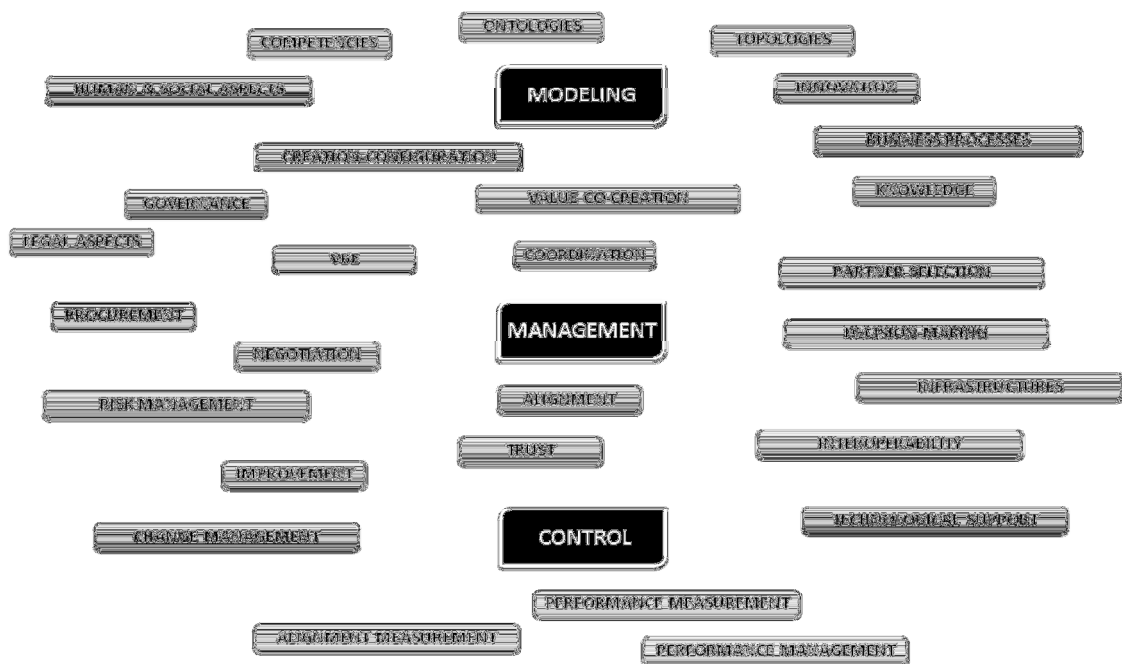 ONTOLOGIES
COMPETENCIES
TOPOLOGIES
HUMAN & SOCIAL ASPECTS
MODELING
INNOVATION
BUSINESS PROCESSES
CREATION-CONFIGURATION
VALUE CO-CREATION
KNOWLEDGE
GOVERNANCE
LEGAL ASPECTS
VBE
COORDINATION
PARTNER SELECTION
PROCUREMENT
MANAGEMENT
DECISION-MAKING
NEGOTIATION
INFRASTRUCTURES
RISK MANAGEMENT
ALIGNMENT
TRUST
INTEROPERABILITY
IMPROVEMENT
TECHNOLOGICAL SUPPORT
CHANGE MANAGEMENT
CONTROL
PERFORMANCE MEASUREMENT
ALIGNMENT MEASUREMENT
PERFORMANCE MANAGEMENT